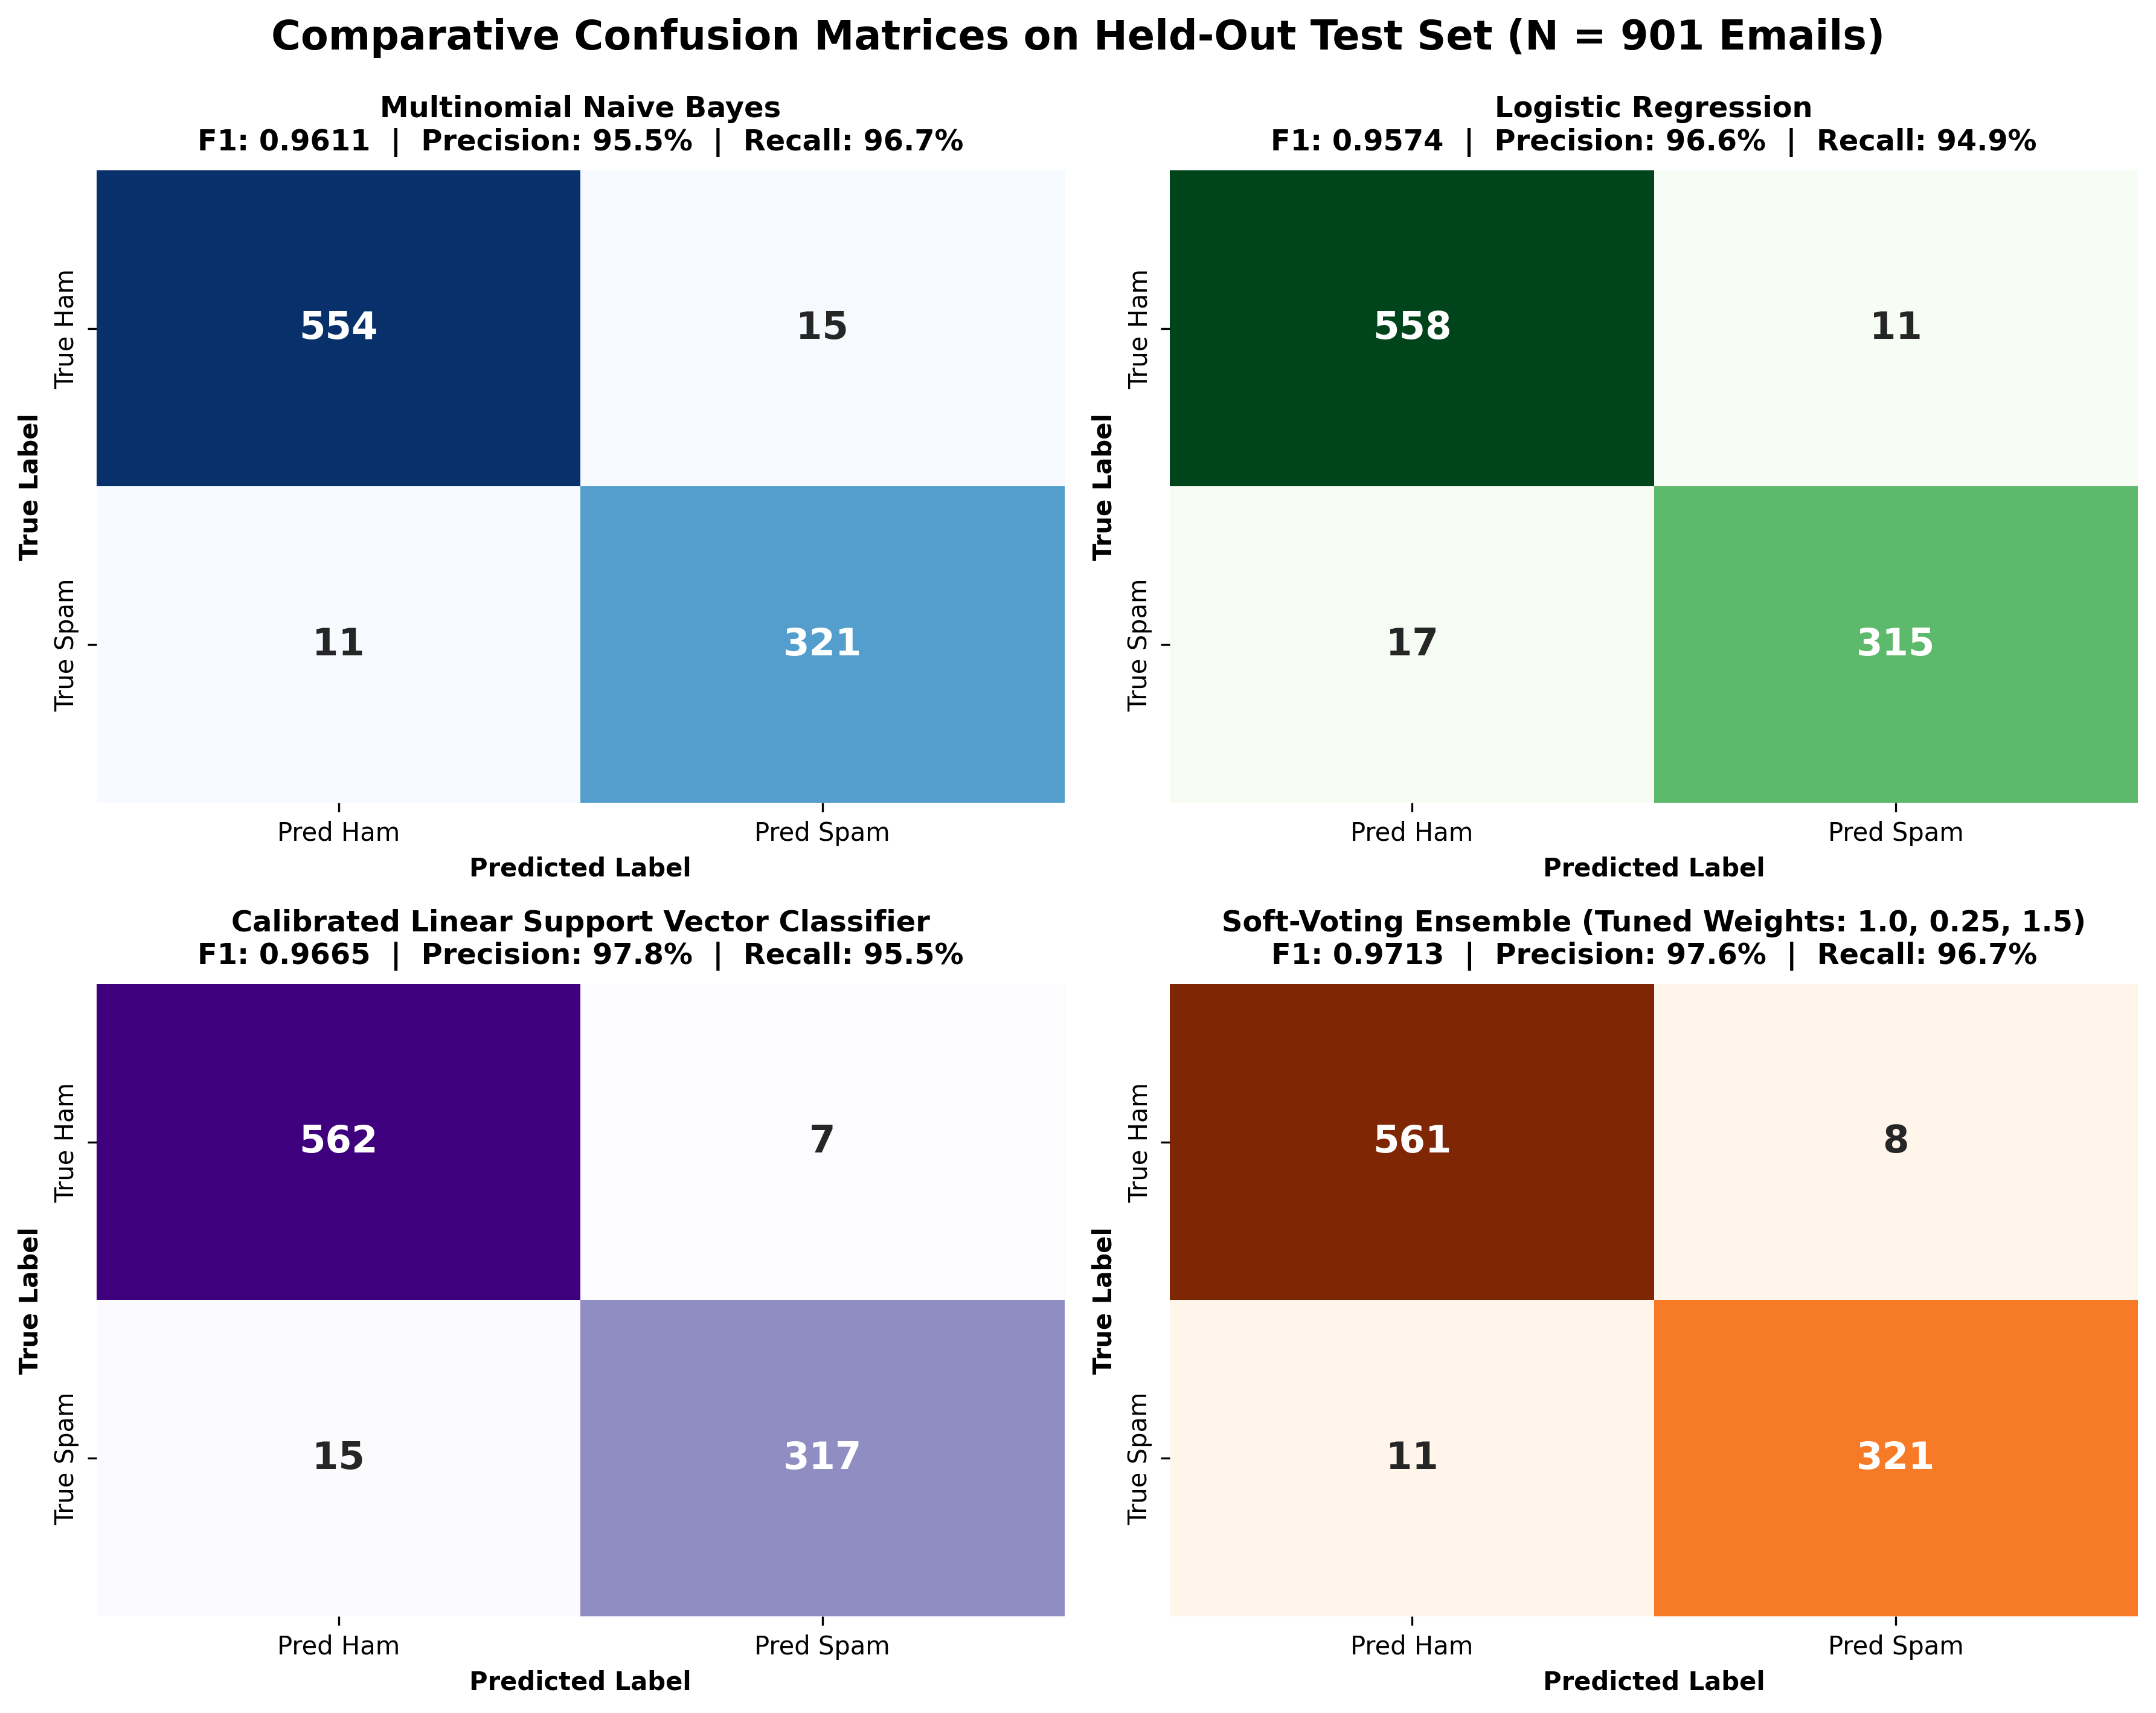 Comparative Confusion Matrices on Held-Out Test Set (N = 901 Emails)
Multinomial Naive Bayes
F1: 0.9611 | Precision: 95.5% | Recall: 96.7%
True Label
True Ham
554
15
True Spam
11
321
Pred Ham
Pred Spam
Predicted Label
Logistic Regression
F1: 0.9574 | Precision: 96.6% | Recall: 94.9%
True Label
True Ham
558
11
True Spam
17
315
Pred Ham
Pred Spam
Predicted Label
Calibrated Linear Support Vector Classifier
F1: 0.9665 | Precision: 97.8% | Recall: 95.5%
True Label
True Ham
562
7
True Spam
15
317
Pred Ham
Pred Spam
Predicted Label
Soft-Voting Ensemble (Tuned Weights: 1.0, 0.25, 1.5)
F1: 0.9713 | Precision: 97.6% | Recall: 96.7%
True Label
True Ham
561
8
True Spam
11
321
Pred Ham
Pred Spam
Predicted Label